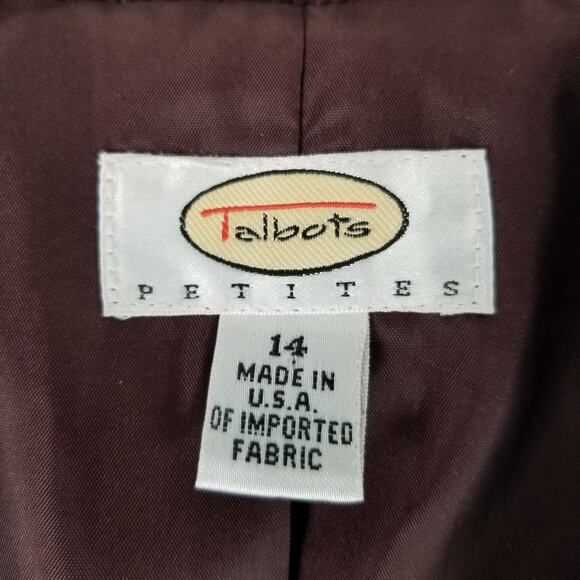 Talbots
PETITES
14
MADE IN
U.S.A.
OF IMPORTED
FABRIC